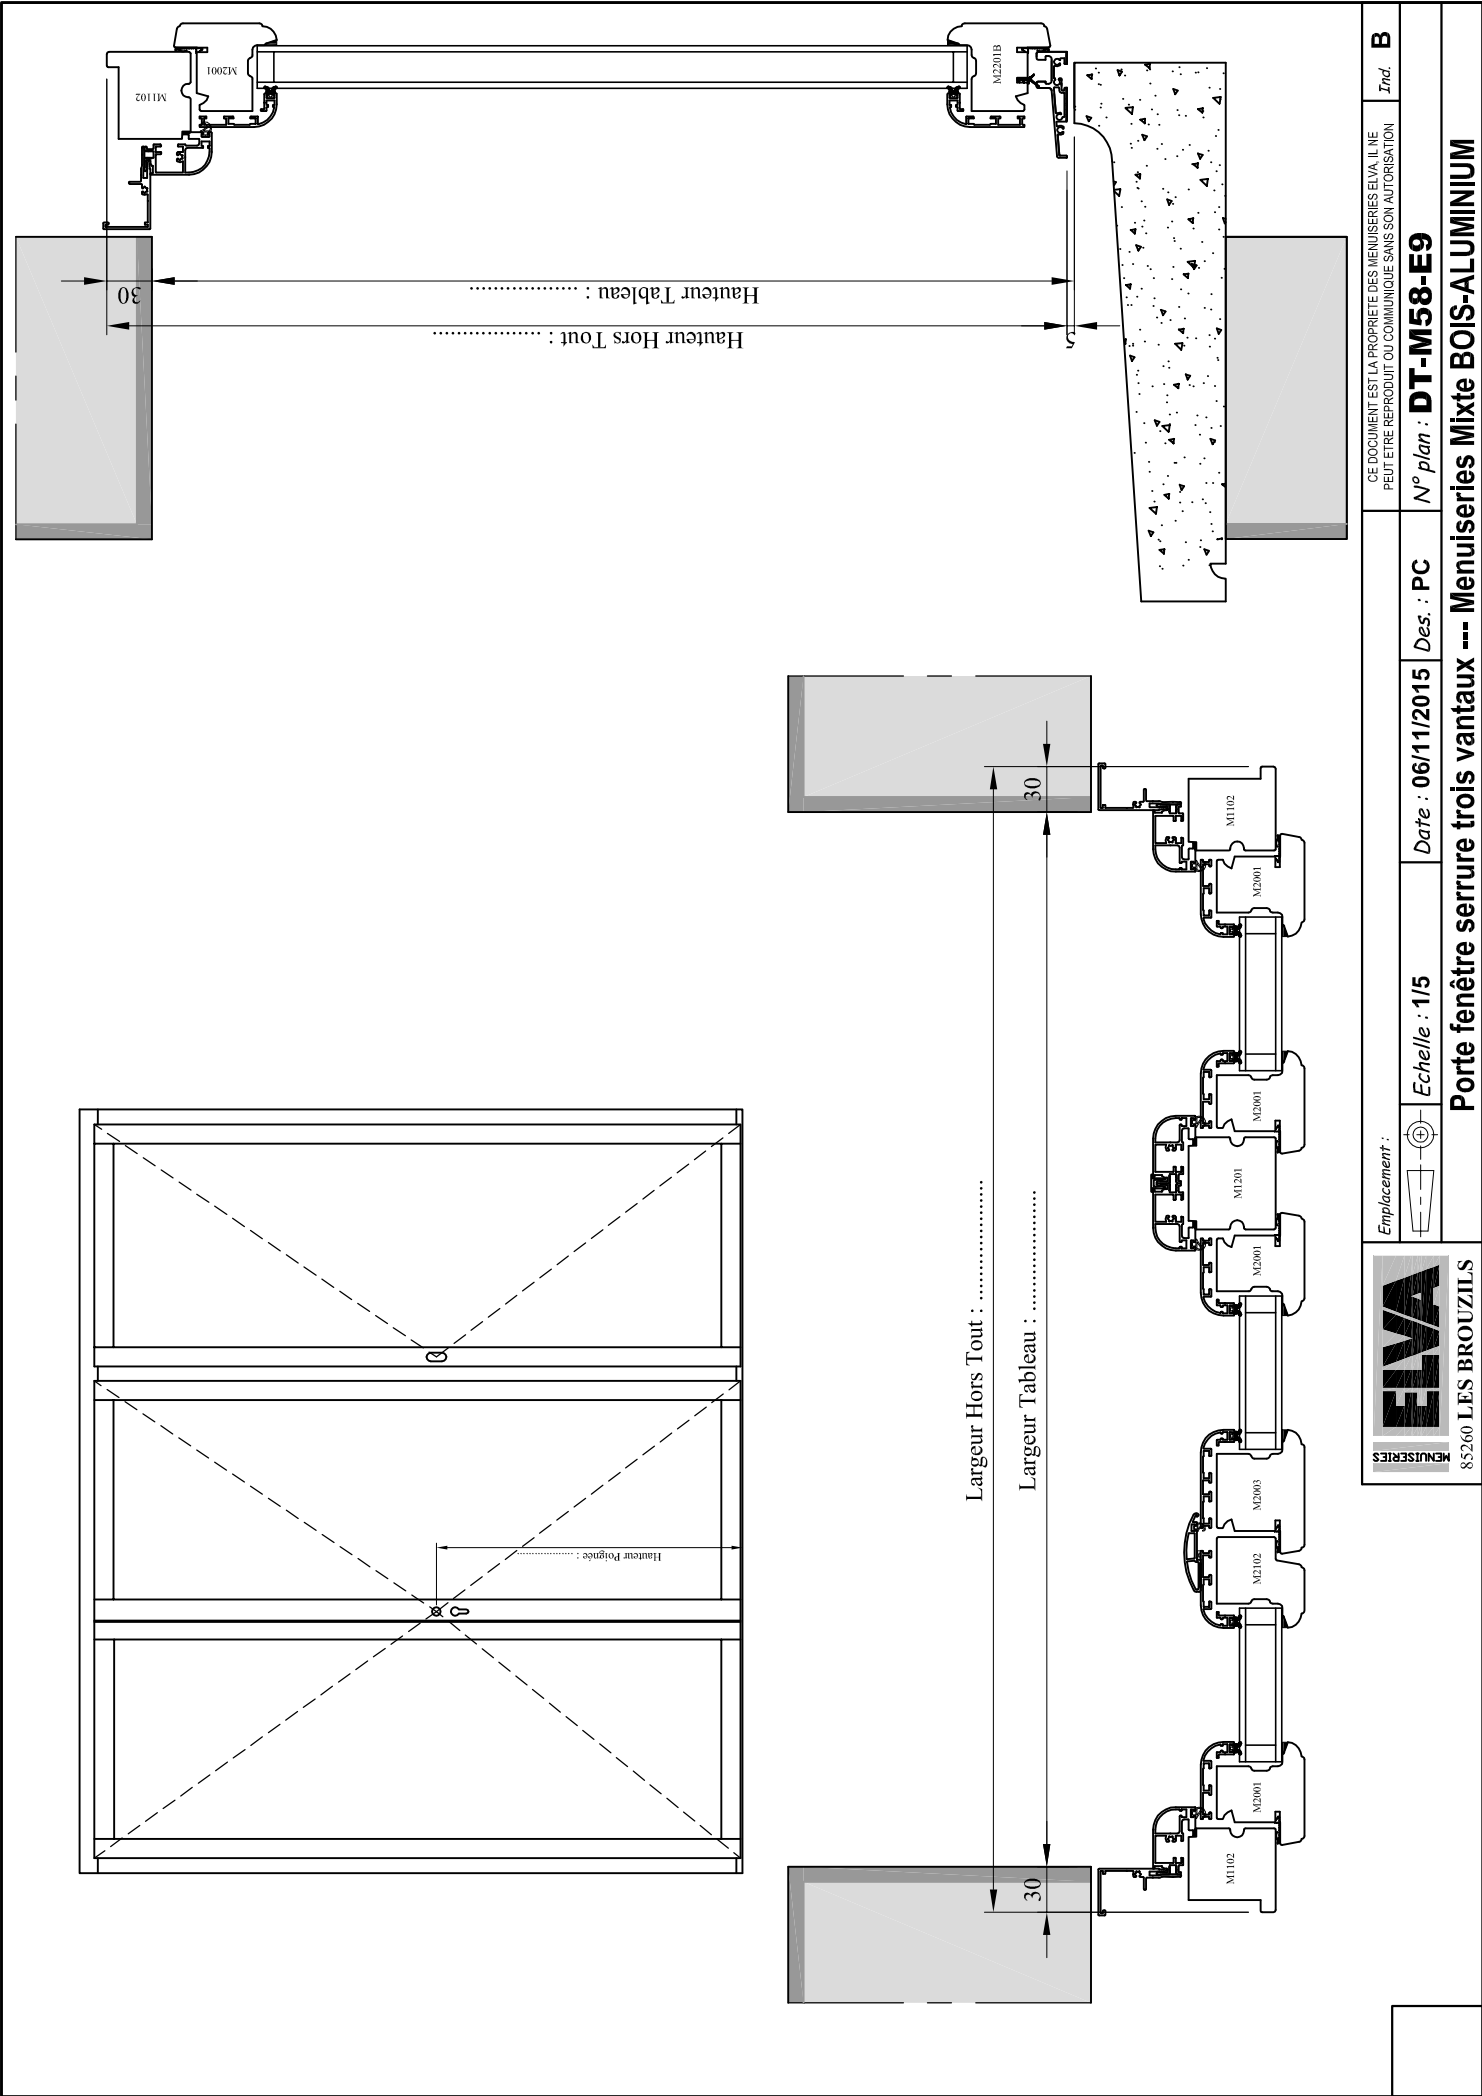 M1102
M2001
M2201B
30
Hauteur Tableau : ..................
Hauteur Hors Tout : ..................
5
Hauteur Poignée : ..................
Largeur Hors Tout : ..................
Largeur Tableau : ..................
30
30
M1102
M2001
M2102
M2003
M2001
M1201
M2001
M2001
M1102
MENUISERIES
ELVA
85260 LES BROUZILS
Emplacement :
CE DOCUMENT EST LA PROPRIETE DES MENUISERIES ELVA, IL NE
PEUT ETRE REPRODUIT OU COMMUNIQUE SANS SON AUTORISATION
Ind. B
Echelle : 1/5
Date : 06/11/2015
Des. : PC
N° plan : DT-M58-E9
Porte fenêtre serrure trois vantaux --- Menuiseries Mixte BOIS-ALUMINIUM